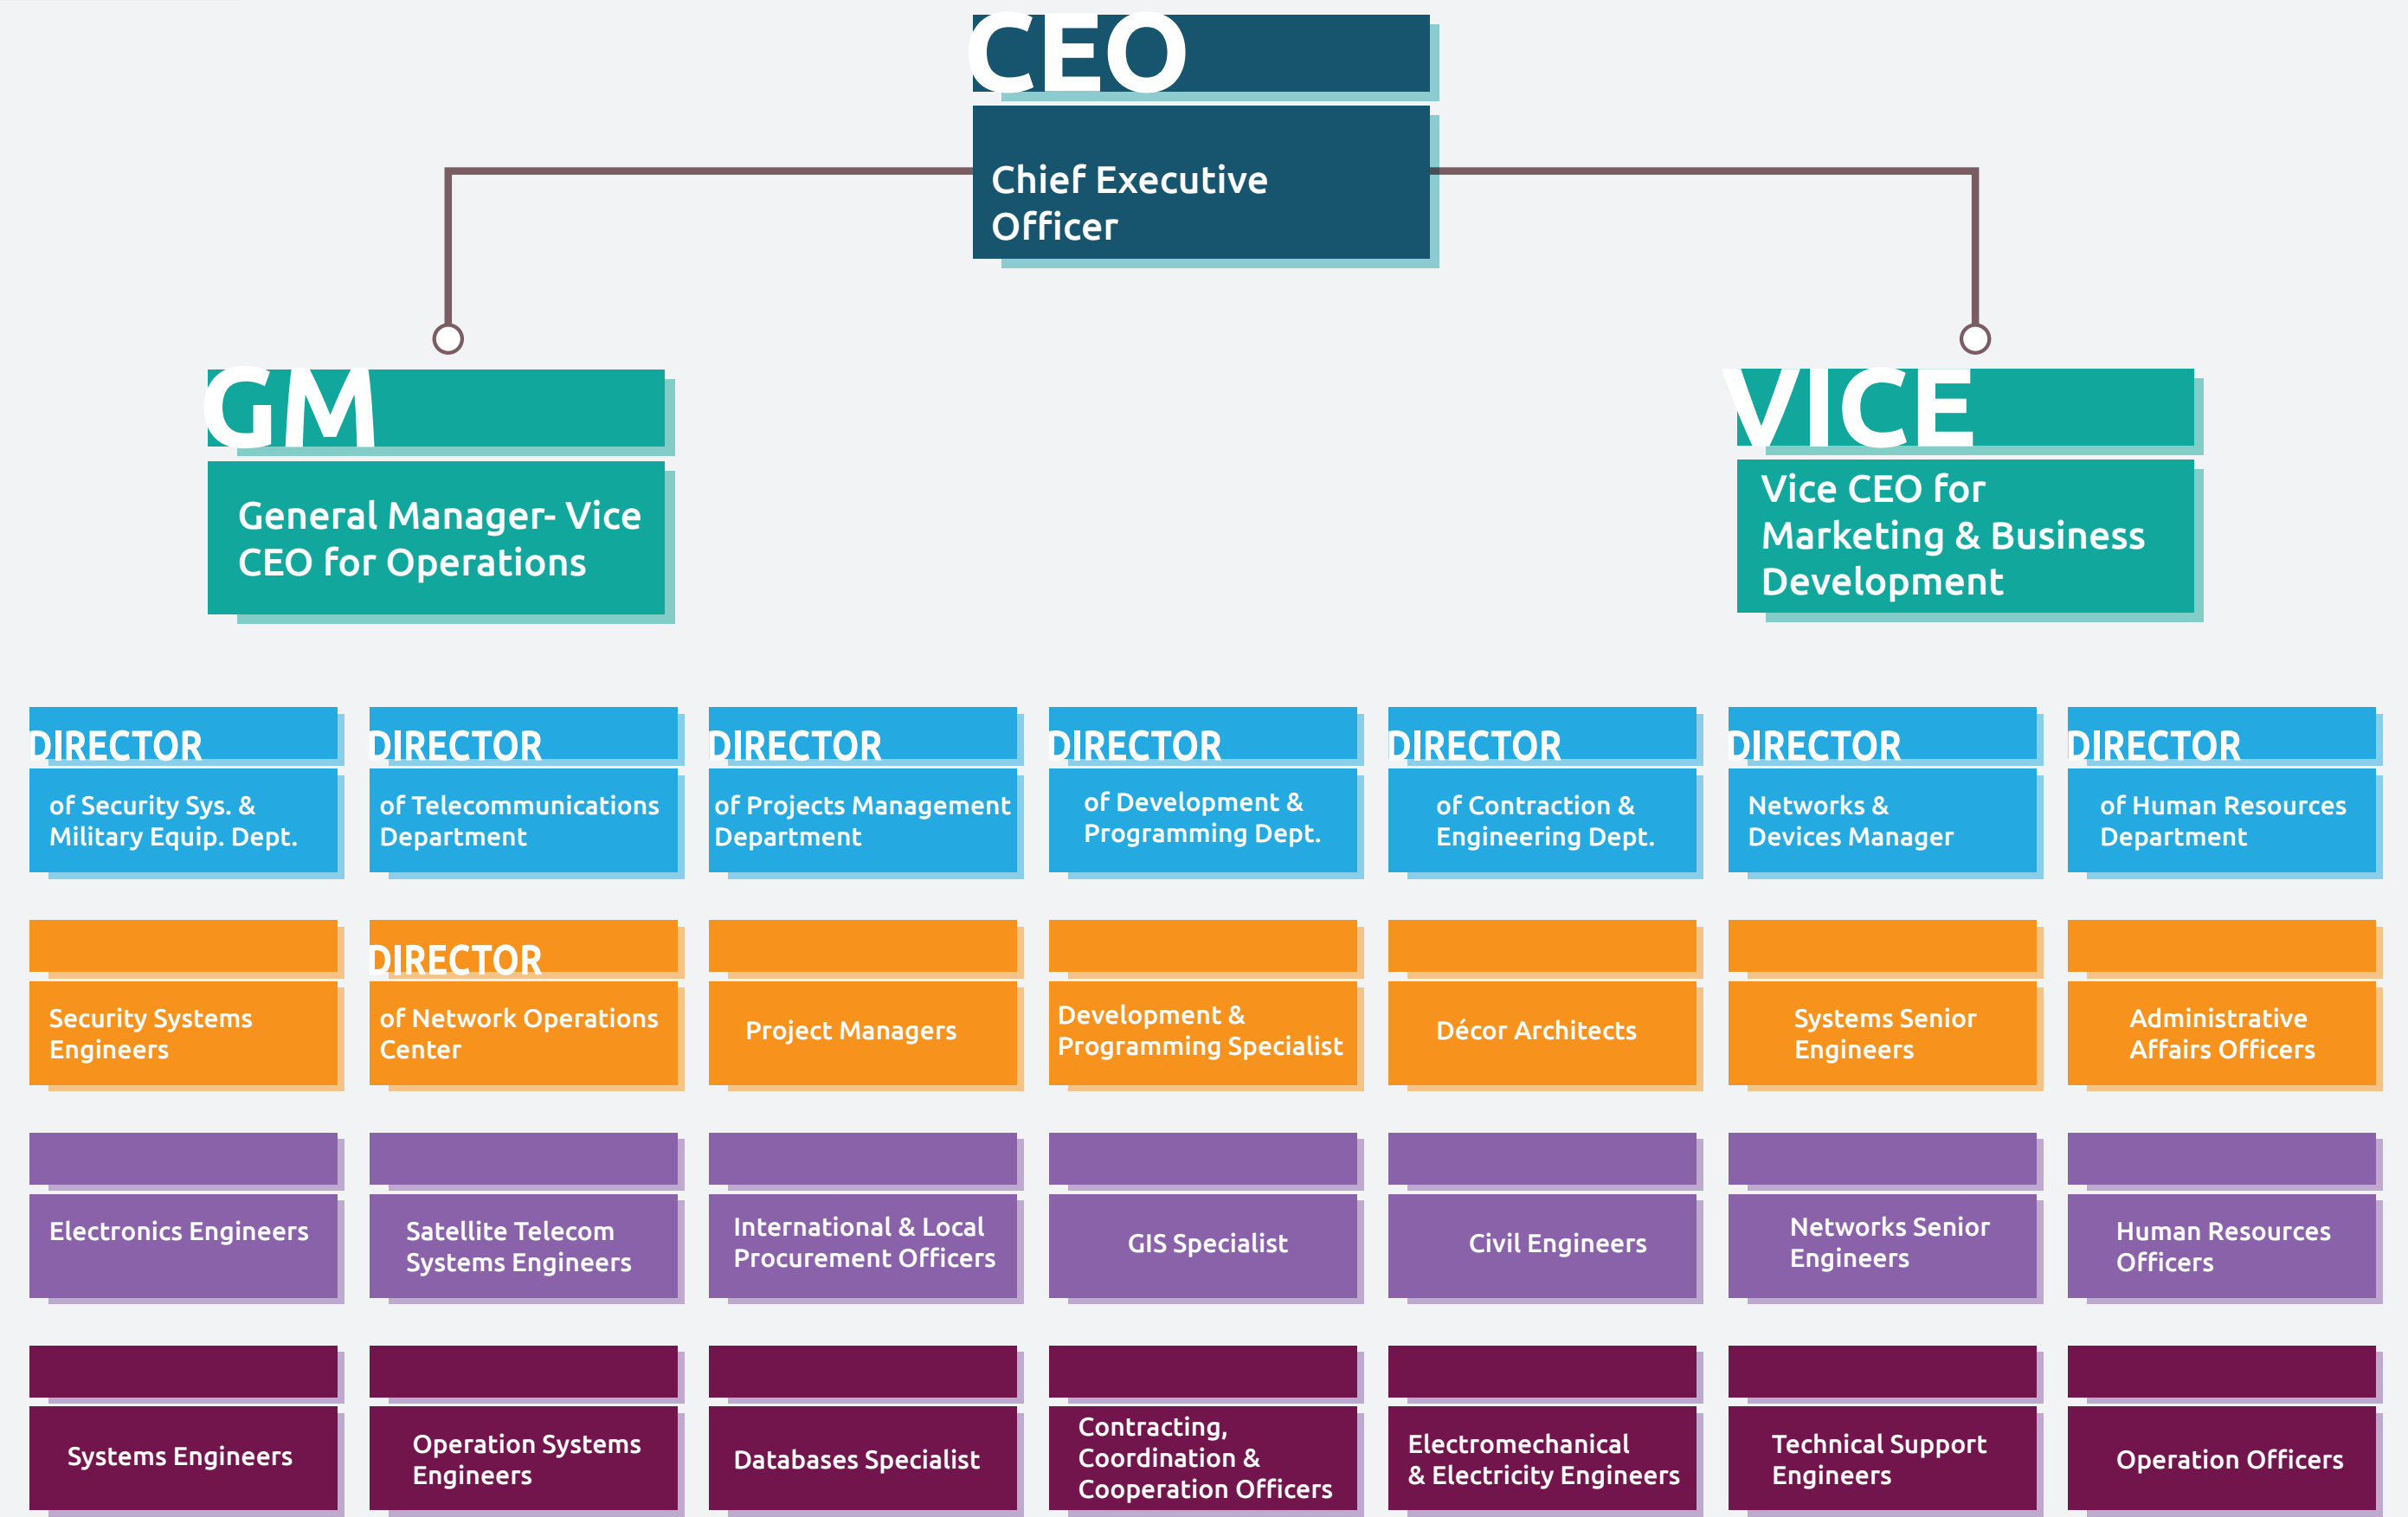 CEO
Chief Executive
Officer
GM
General Manager- Vice
CEO for Operations
VICE
Vice CEO for
Marketing & Business
Development
DIRECTOR
of Security Sys. &
Military Equip. Dept.
DIRECTOR
of Telecommunications
Department
DIRECTOR
of Projects Management
Department
DIRECTOR
of Development &
Programming Dept.
DIRECTOR
of Contraction &
Engineering Dept.
DIRECTOR
Networks &
Devices Manager
DIRECTOR
of Human Resources
Department
Security Systems
Engineers
DIRECTOR
of Network Operations
Center
Project Managers
Development &
Programming Specialist
Décor Architects
Systems Senior
Engineers
Administrative
Affairs Officers
Electronics Engineers
Satellite Telecom
Systems Engineers
International & Local
Procurement Officers
GIS Specialist
Civil Engineers
Networks Senior
Engineers
Human Resources
Officers
Systems Engineers
Operation Systems
Engineers
Databases Specialist
Contracting,
Coordination &
Cooperation Officers
Electromechanical
& Electricity Engineers
Technical Support
Engineers
Operation Officers